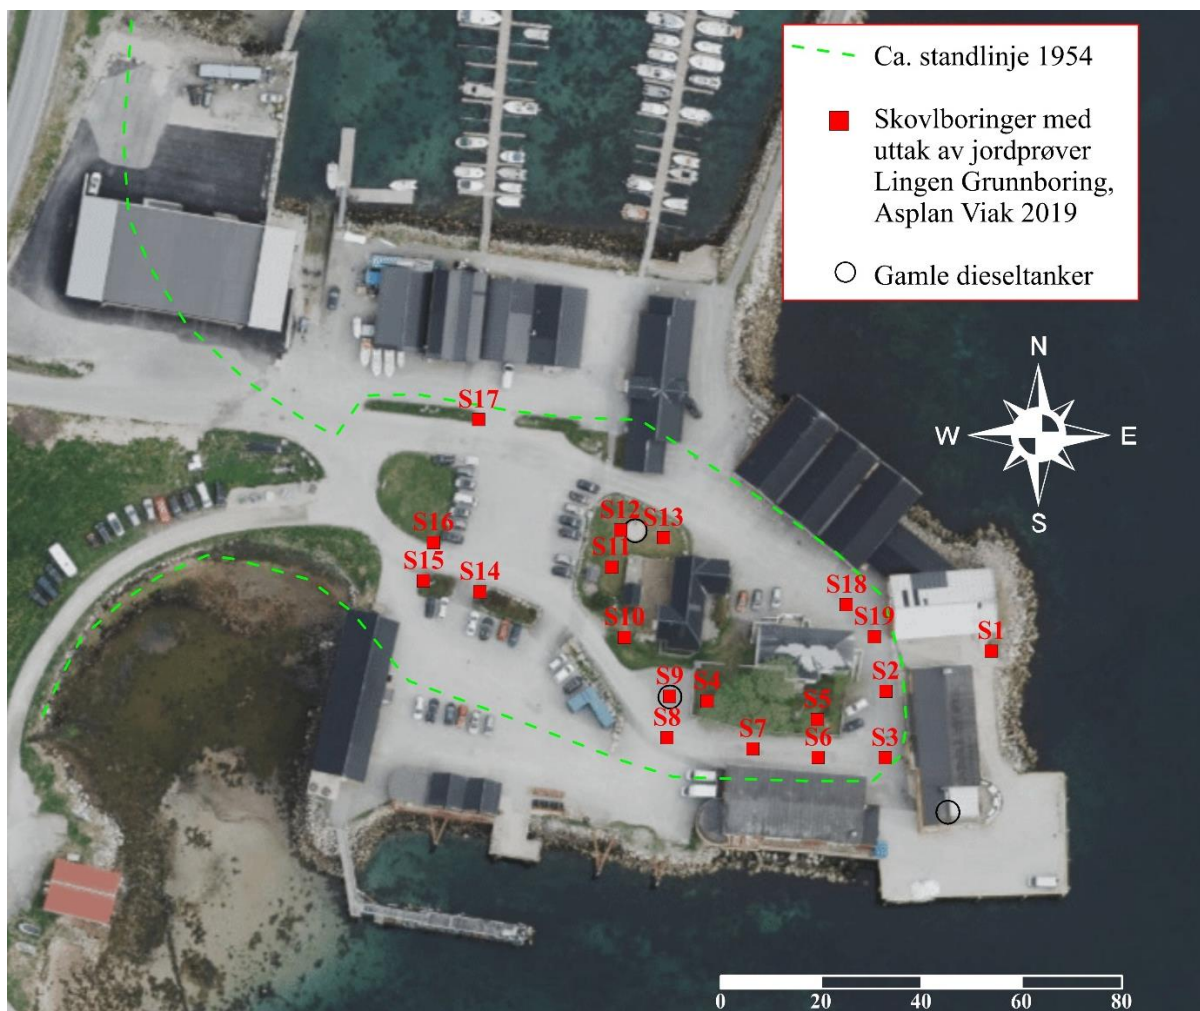 Ca. standlinje 1954
Skovlboringer med
uttak av jordprøver
Lingen Grunnboring,
Asplan Viak 2019
Gamle dieseltanker
N
W E
S
S17
S12
S13
S16
S11
S15
S14
S18
S10
S19
S1
S9
S4
S2
S5
S8
S7
S6
S3
0 20 40 60 80